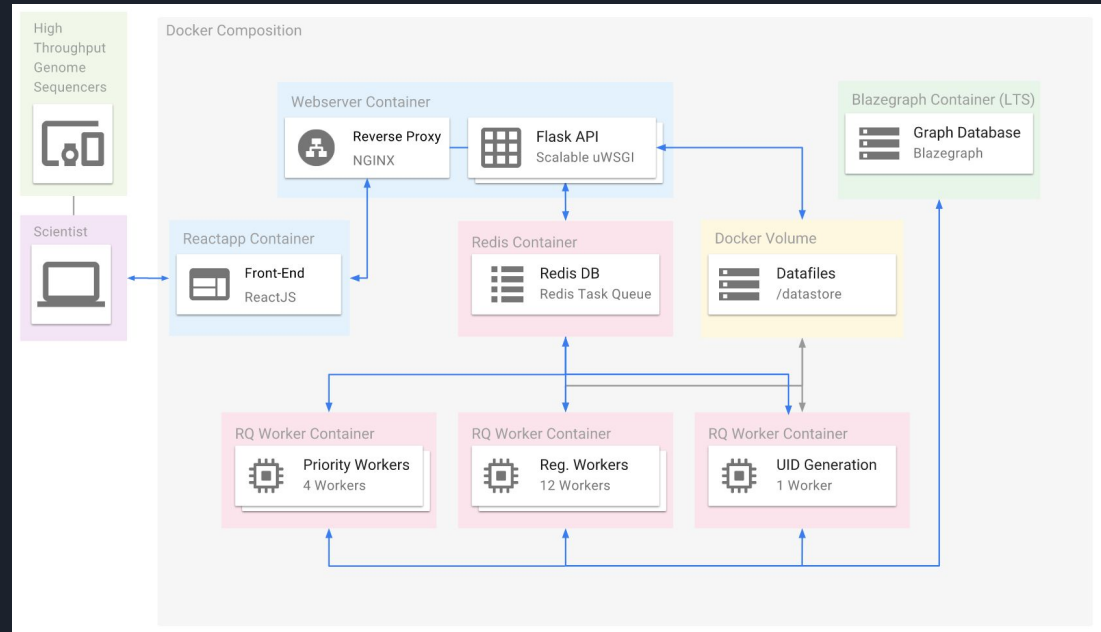 High
Throughput
Genome
Sequencers
Docker Composition
Webserver Container
Reverse Proxy
NGINX
Flask API
Scalable uWSGI
Blazegraph Container (LTS)
Graph Database
Blazegraph
Scientist
Reactapp Container
Front-End
ReactJS
Redis Container
Redis DB
Redis Task Queue
Docker Volume
Datafiles
/datastore
RQ Worker Container
Priority Workers
4 Workers
RQ Worker Container
Reg. Workers
12 Workers
RQ Worker Container
UID Generation
1 Worker